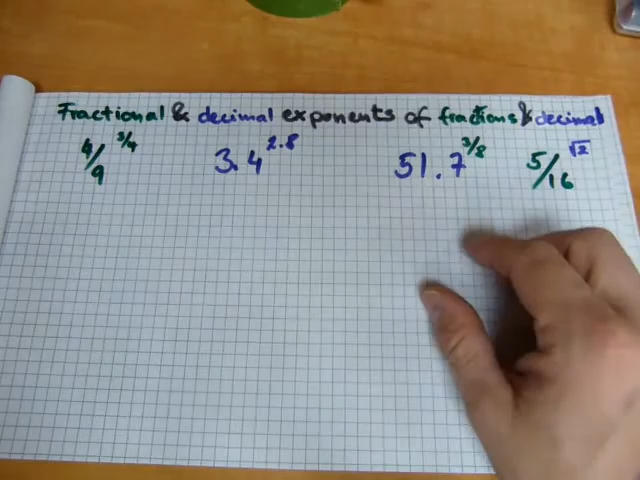 Fractional & decimal exponents of fractions & decimal
4/9^3/4 3.4^2.8 51.7^3/8 5/16^√2